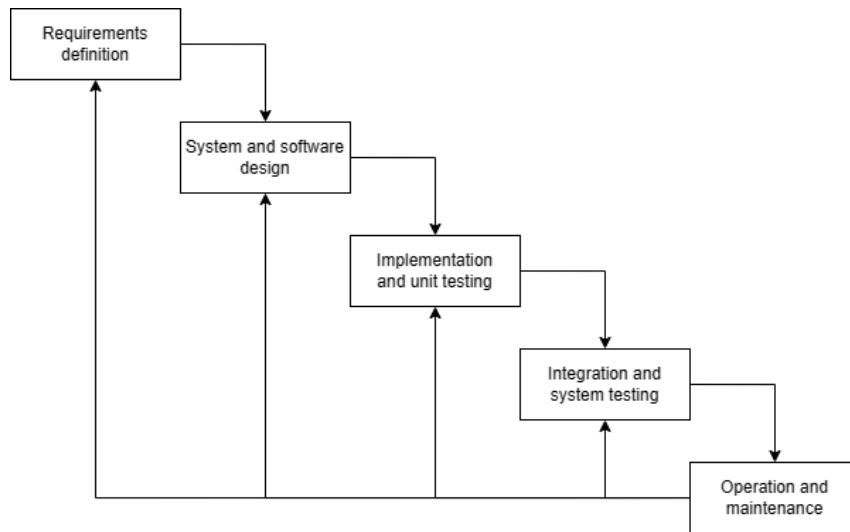 Requirements
definition
System and software
design
Implementation
and unit testing
Integration and
system testing
Operation and
maintenance